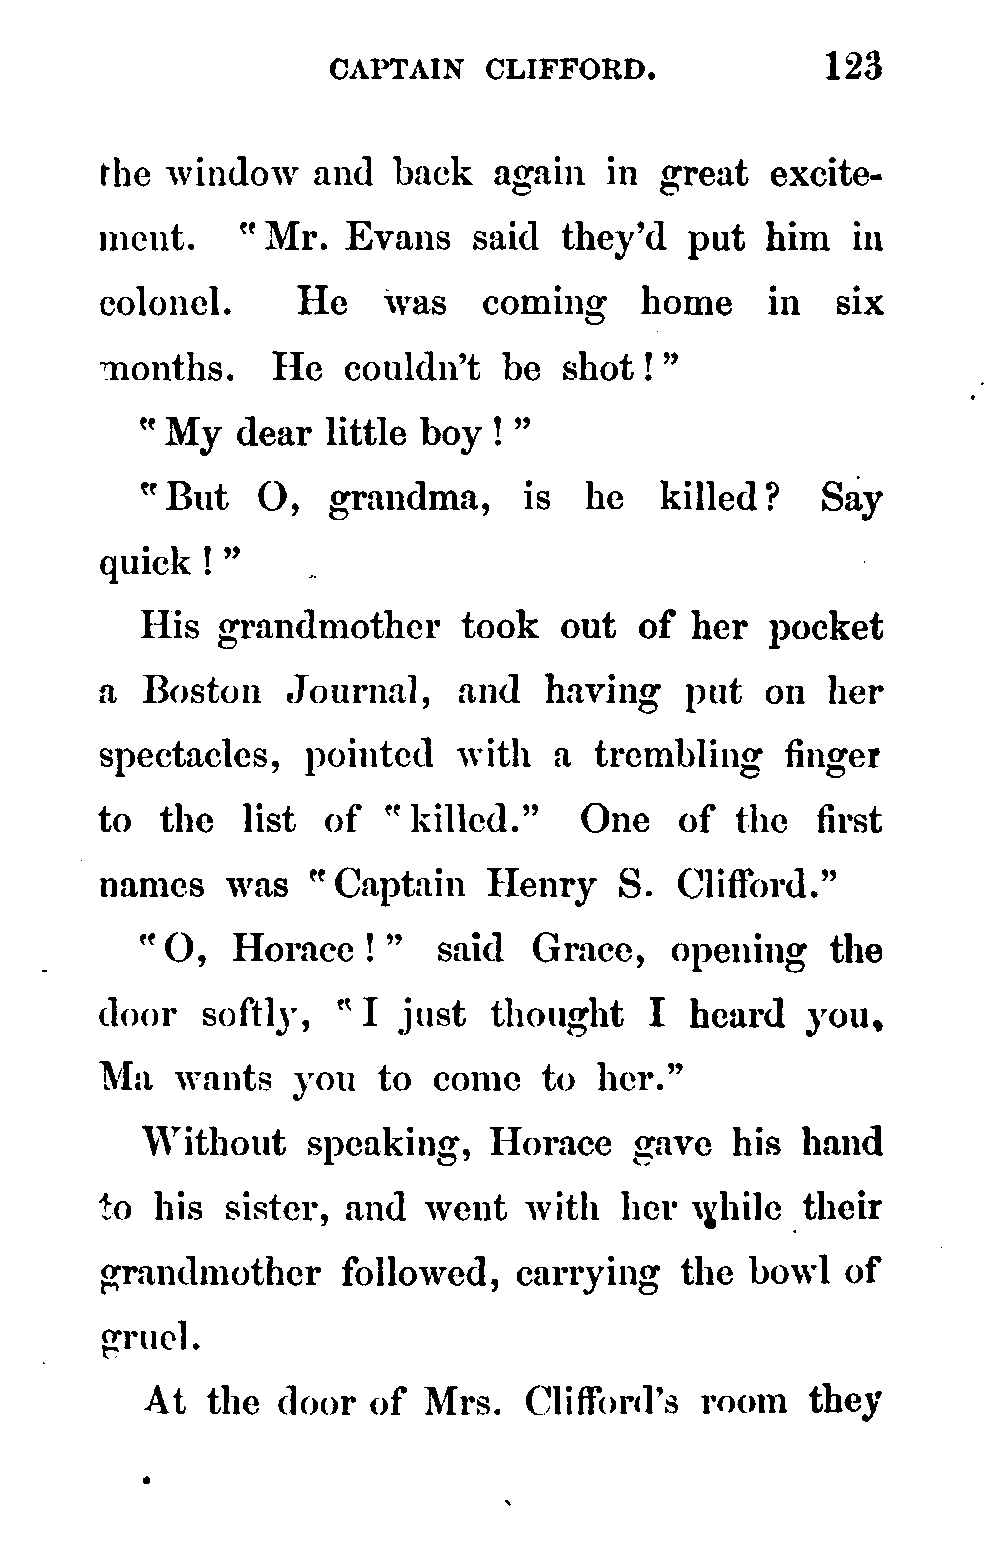 CAPTAIN CLIFFORD. 123
the window and back again in great excite-
ment. "Mr. Evans said they'd put him in
colonel. He was coming home in six
months. He couldn't be shot!"
"My dear little boy!"
"But O, grandma, is he killed? Say
quick!"
His grandmother took out of her pocket
a Boston Journal, and having put on her
spectacles, pointed with a trembling finger
to the list of "killed." One of the first
names was "Captain Henry S. Clifford."
"O, Horace!" said Grace, opening the
door softly, "I just thought I heard you.
Ma wants you to come to her."
Without speaking, Horace gave his hand
to his sister, and went with her while their
grandmother followed, carrying the bowl of
gruel.
At the door of Mrs. Clifford's room they